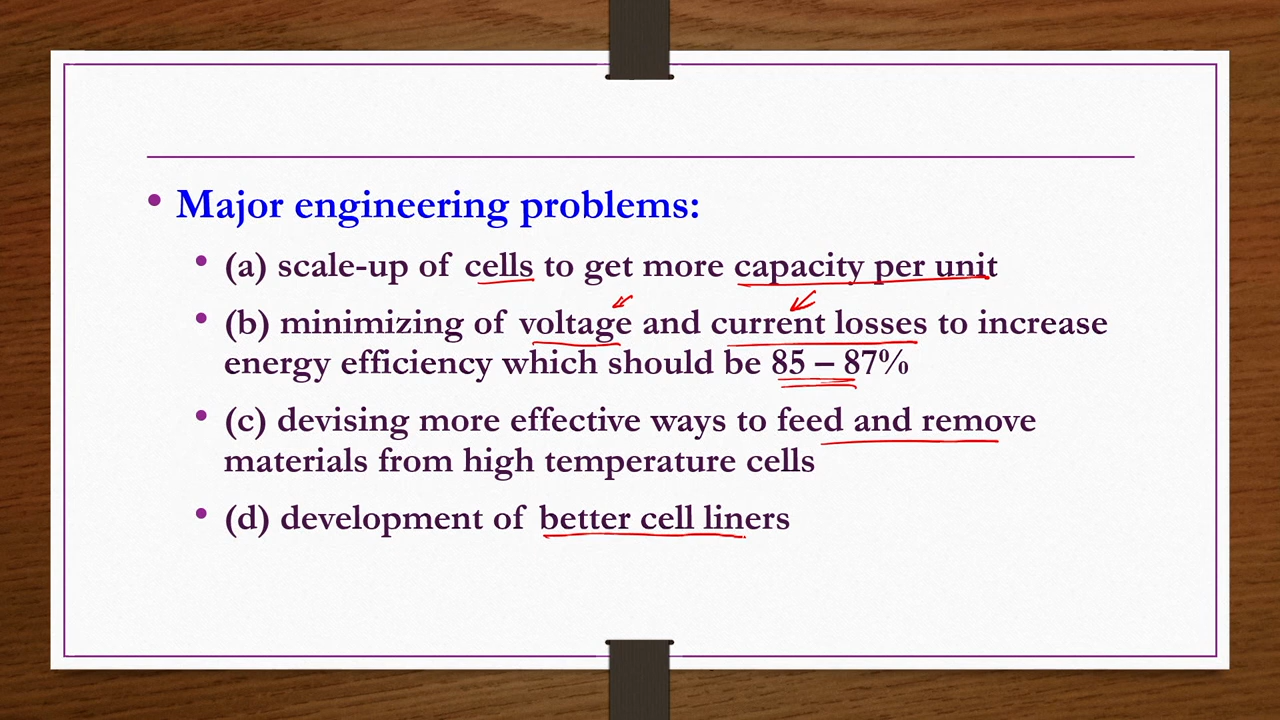 Major engineering problems:
(a) scale-up of cells to get more capacity per unit
(b) minimizing of voltage and current losses to increase
energy efficiency which should be 85 – 87%
(c) devising more effective ways to feed and remove
materials from high temperature cells
(d) development of better cell liners